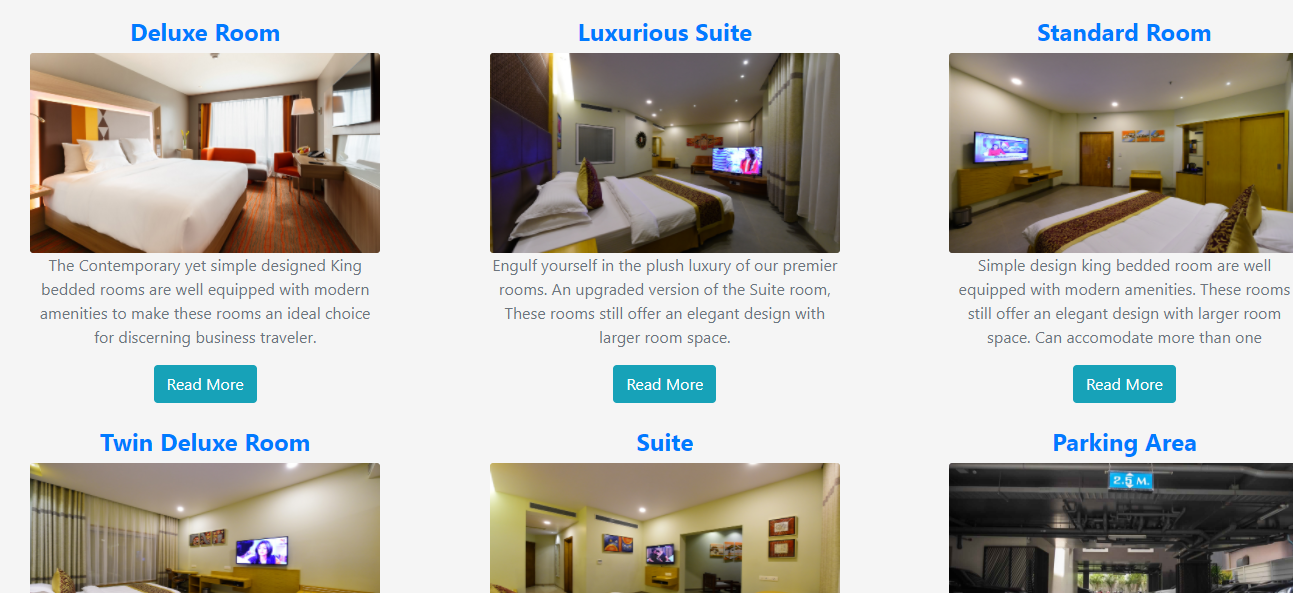 Deluxe Room
The Contemporary yet simple designed King
bedded rooms are well equipped with modern
amenities to make these rooms an ideal choice
for discerning business traveler.
Read More
Luxurious Suite
Engulf yourself in the plush luxury of our premier
rooms. An upgraded version of the Suite room,
These rooms still offer an elegant design with
larger room space.
Read More
Standard Room
Simple design king bedded room are well
equipped with modern amenities. These rooms
still offer an elegant design with larger room
space. Can accomodate more than one
Read More
Twin Deluxe Room
Suite
Parking Area
2.5 M.